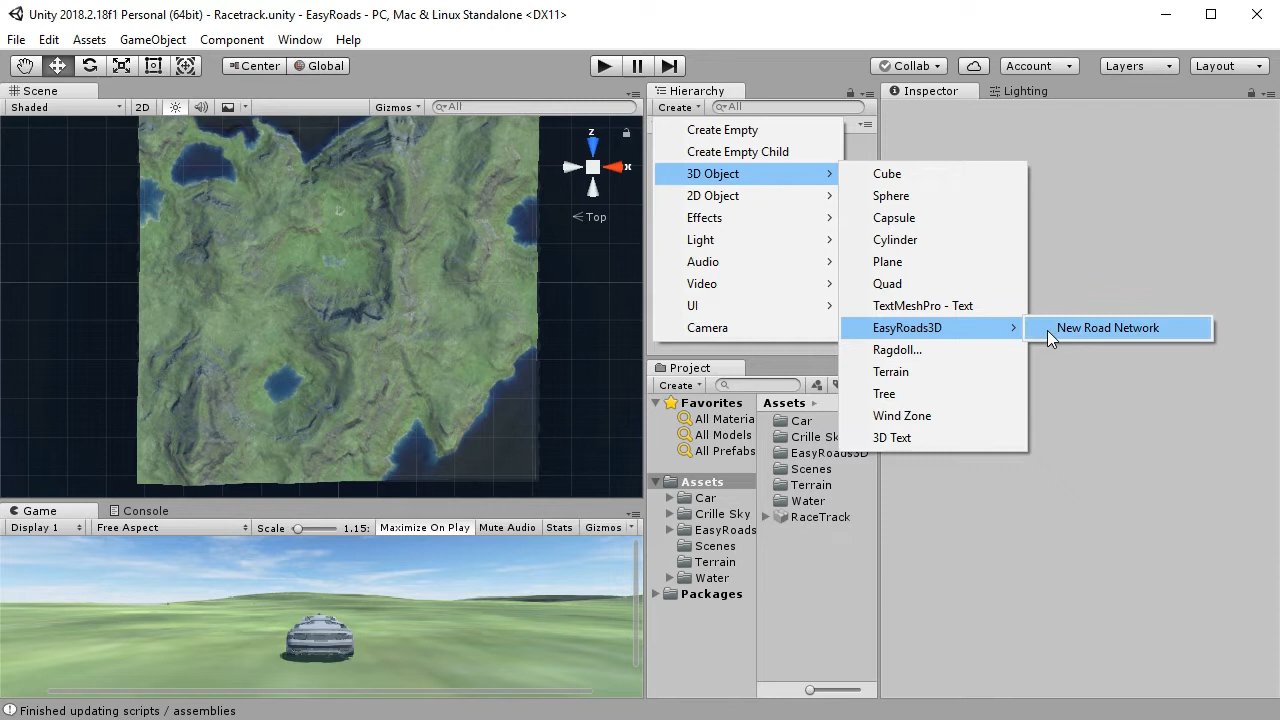 Unity 2018.2.18f1 Personal (64bit) - Racetrack.unity - EasyRoads - PC, Mac & Linux Standalone <DX11>
File Edit Assets GameObject Component Window Help
Center Global Collab Account Layers Layout
Scene
Shaded 2D Gizmos All
z
x
Top
Hierarchy
Create All
Create Empty
Create Empty Child
3D Object
2D Object
Effects
Light
Audio
Video
UI
Camera
Cube
Sphere
Capsule
Cylinder
Plane
Quad
TextMeshPro - Text
EasyRoads3D
Ragdoll...
Terrain
Tree
Wind Zone
3D Text
New Road Network
Inspector Lighting
Project
Create
Favorites
All Materia
All Models
All Prefabs
Assets
Car
Crille Sky
EasyRoads
Scenes
Terrain
Water
Packages
Assets
Car
Crille Sk
EasyRoads3D
Scenes
Terrain
Water
RaceTrack
Game Console
Display 1 Free Aspect Scale 1.15: Maximize On Play Mute Audio Stats Gizmos
Finished updating scripts / assemblies